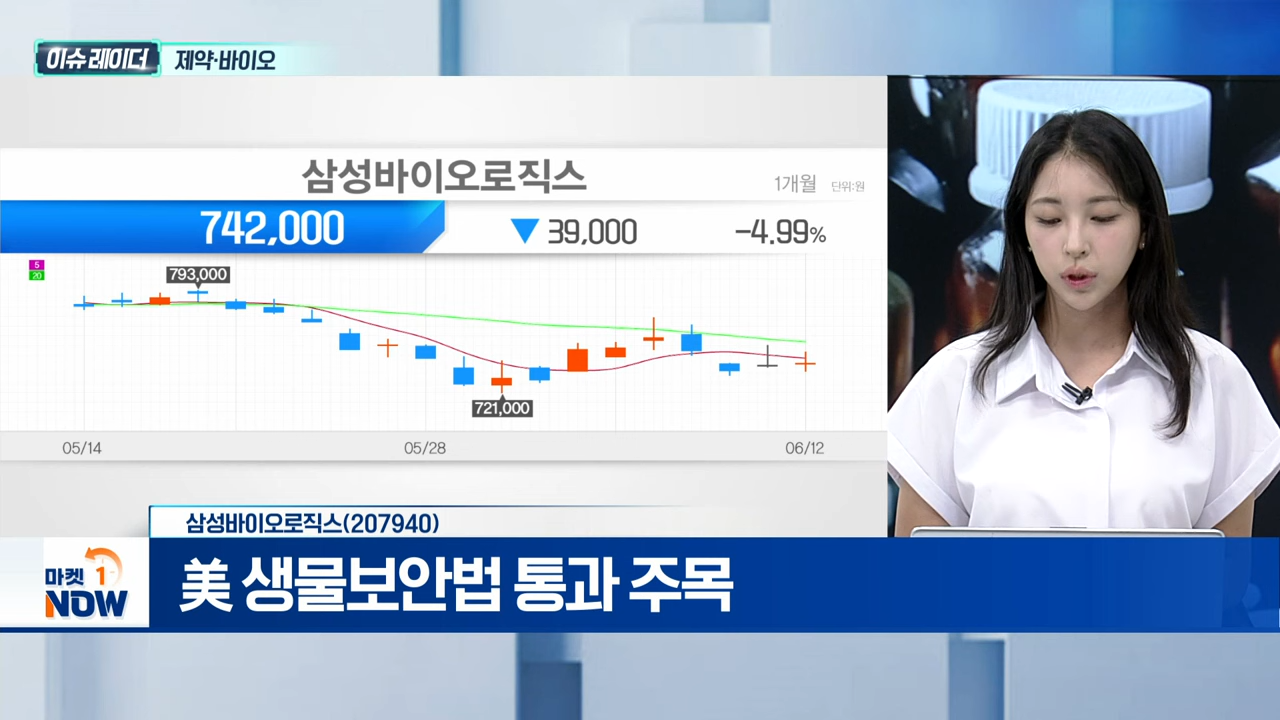 이슈 레이더 제약·바이오
삼성바이오로직스
1개월 단위:원
742,000 ▼ 39,000 -4.99%
5
20
793,000
721,000
05/14 05/28 06/12
삼성바이오로직스(207940)
마켓 1
NOW
美 생물보안법 통과 주목